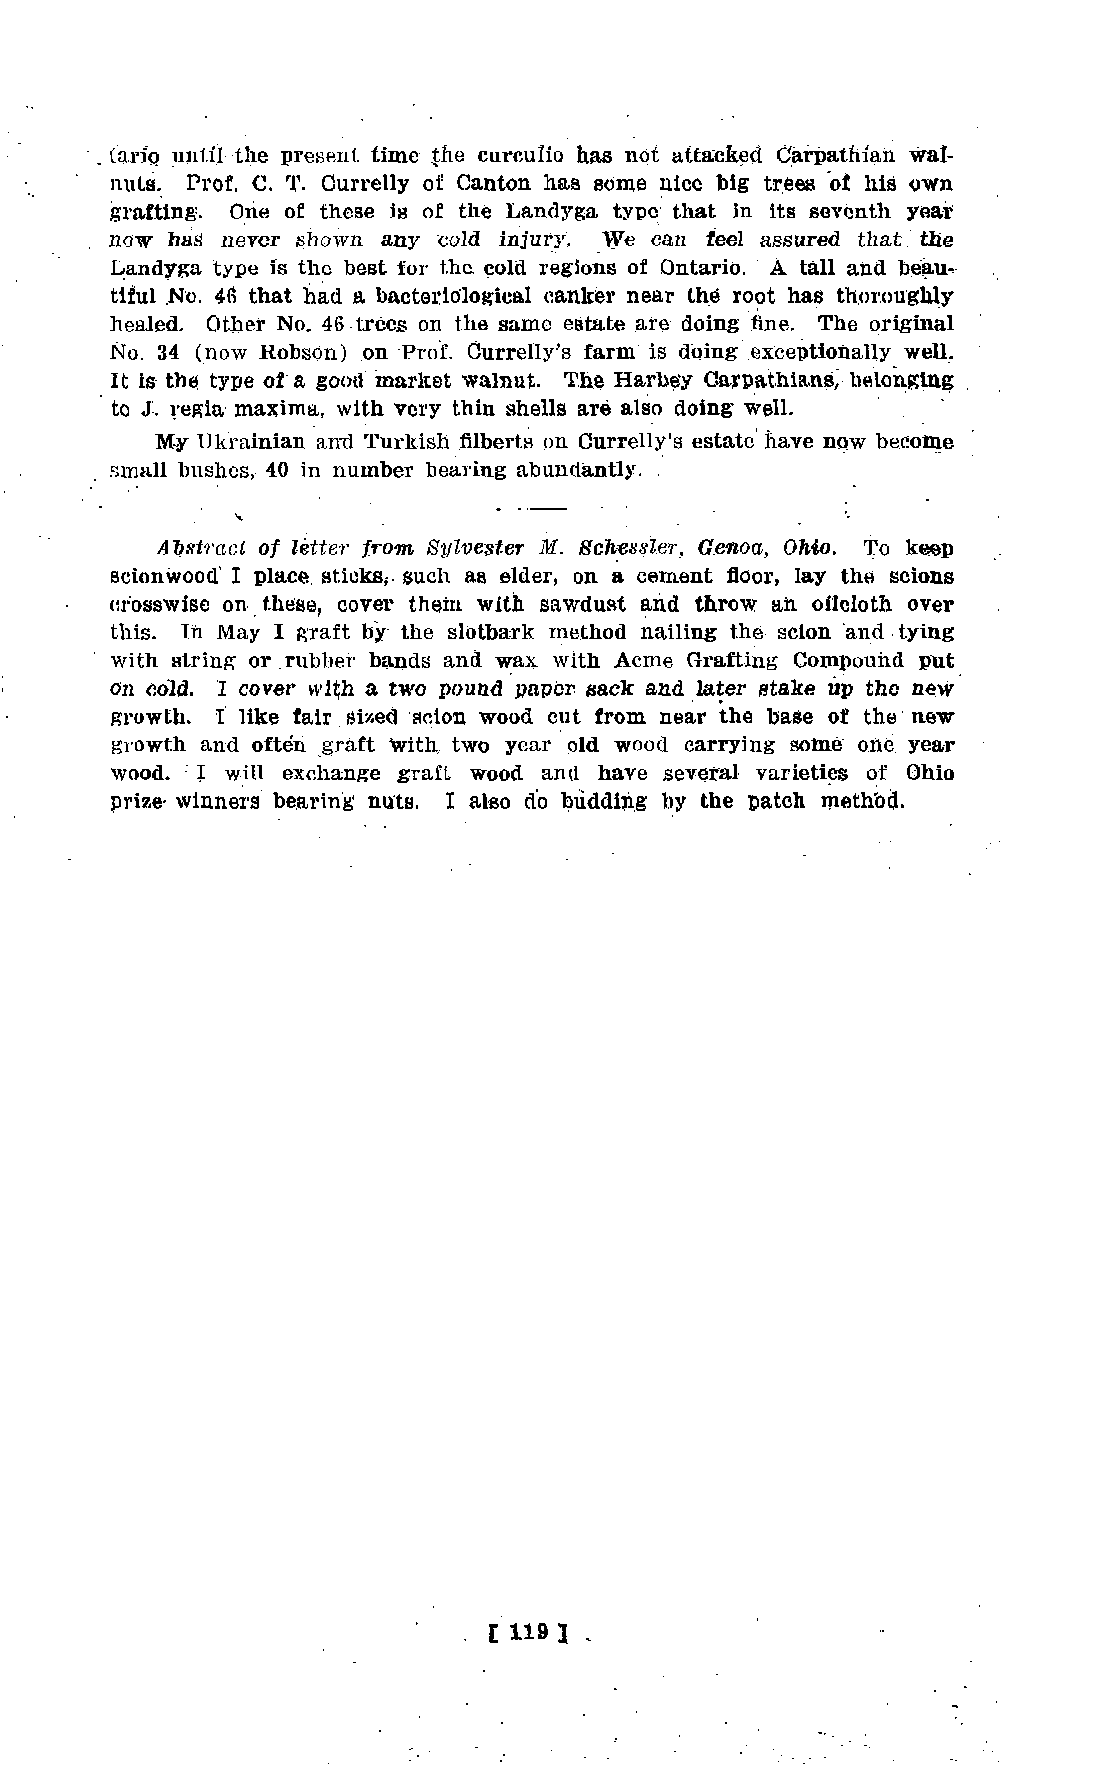 tario until the present time the curculio has not attacked Carpathian wal-
nuts. Prof. C. T. Currelly of Canton has some nice big trees of his own
grafting. One of these is of the Landyga type that in its seventh year
now has never shown any cold injury. We can feel assured that the
Landyga type is the best for the cold regions of Ontario. A tall and beau-
tiful No. 46 that had a bacteriological canker near the root has thoroughly
healed. Other No. 46 trees on the same estate are doing fine. The original
No. 34 (now Robson) on Prof. Currelly's farm is doing exceptionally well.
It is the type of a good market walnut. The Harbey Carpathians, belonging
to J. regia maxima, with very thin shells are also doing well.
My Ukrainian and Turkish filberts on Currelly's estate have now become
small bushes, 40 in number bearing abundantly.
Abstract of letter from Sylvester M. Schessler, Genoa, Ohio. To keep
scionwood I place sticks, such as elder, on a cement floor, lay the scions
crosswise on these, cover them with sawdust and throw an oilcloth over
this. In May I graft by the slotbark method nailing the scion and tying
with string or rubber bands and wax with Acme Grafting Compound put
on cold. I cover with a two pound paper sack and later stake up the new
growth. I like fair sized scion wood cut from near the base of the new
growth and often graft with two year old wood carrying some one year
wood. I will exchange graft wood and have several varieties of Ohio
prize winners bearing nuts. I also do budding by the patch method.
[ 119 ]